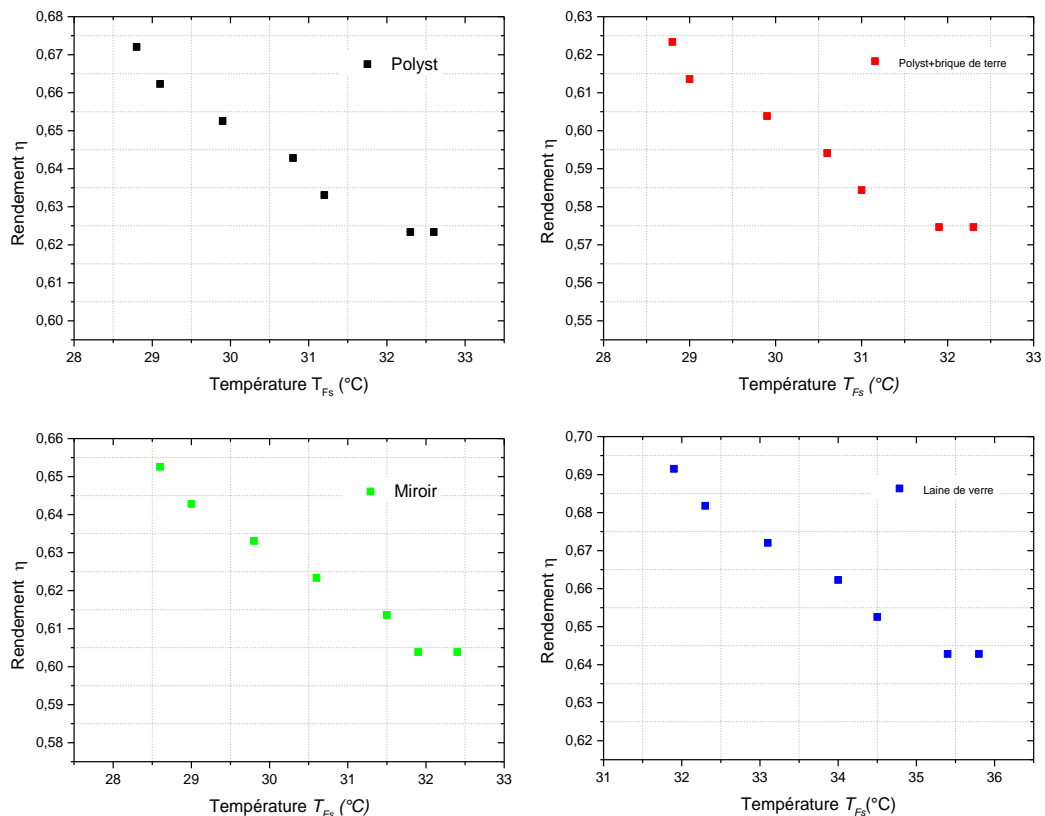 0,68
0,67
0,66
0,65
0,64
0,63
0,62
0,61
0,60
Rendement η
Polyst
28 29 30 31 32 33
Température T_Fs (°C)
0,63
0,62
0,61
0,60
0,59
0,58
0,57
0,56
0,55
Rendement η
Polyst+brique de terre
28 29 30 31 32 33
Température T_Fs (°C)
0,66
0,65
0,64
0,63
0,62
0,61
0,60
0,59
0,58
Rendement η
Miroir
28 29 30 31 32 33
Température T_Fs (°C)
0,70
0,69
0,68
0,67
0,66
0,65
0,64
0,63
0,62
Rendement η
Laine de verre
31 32 33 34 35 36
Température T_Fs(°C)